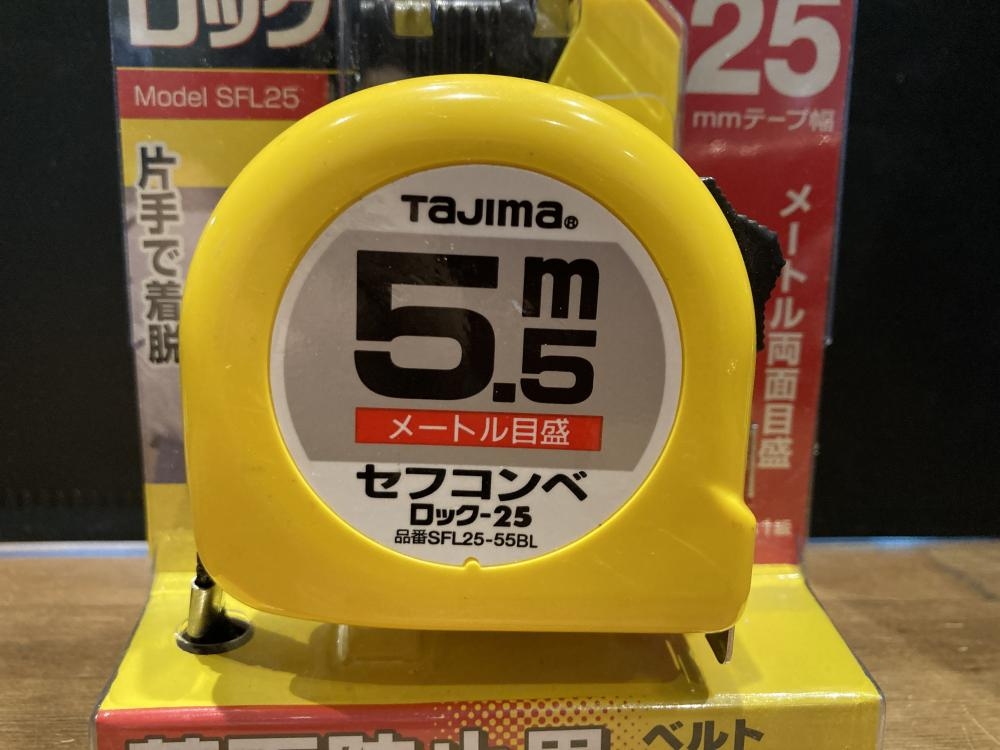 ロック
Model SFL25
片手で着脱
25
mmテープ幅
メートル両面目盛
TaJIma®
5.5m
メートル目盛
セフコンベ
ロック-25
品番SFL25-55BL
ベルト